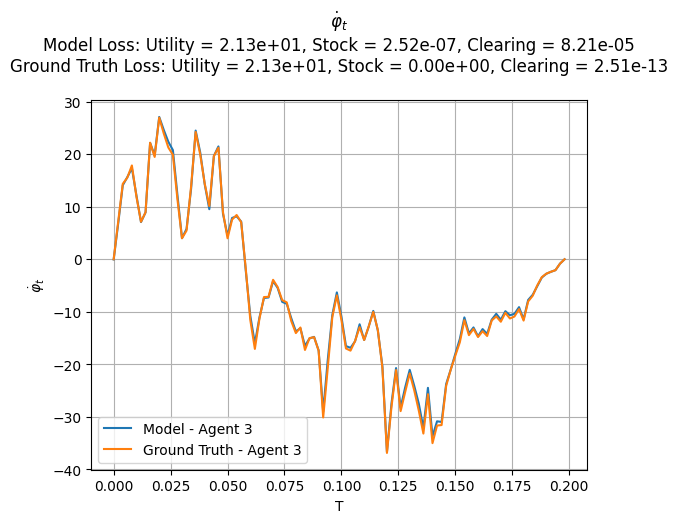 φ̇_t
Model Loss: Utility = 2.13e+01, Stock = 2.52e-07, Clearing = 8.21e-05
Ground Truth Loss: Utility = 2.13e+01, Stock = 0.00e+00, Clearing = 2.51e-13
30
20
10
0
−10
−20
−30
−40
φ̇_t
Model - Agent 3
Ground Truth - Agent 3
0.000 0.025 0.050 0.075 0.100 0.125 0.150 0.175 0.200
T